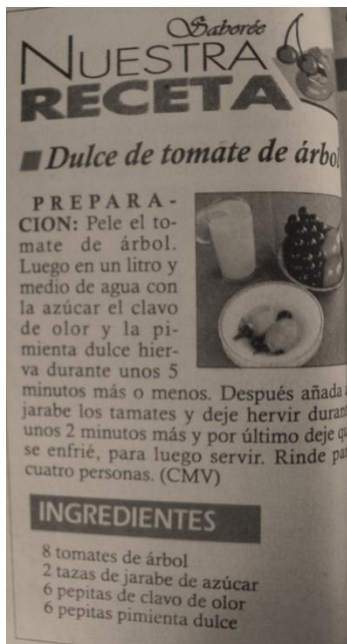 Saborée
NUESTRA
RECETA
Dulce de tomate de árbol
PREPARA-
CION: Pele el to-
mate de árbol.
Luego en un litro y
medio de agua con
la azúcar el clavo
de olor y la pi-
mienta dulce hier-
va durante unos 5
minutos más o menos. Después añada
jarabe los tamates y deje hervir duran
unos 2 minutos más y por último deje qu
se enfrié, para luego servir. Rinde par
cuatro personas. (CMV)
INGREDIENTES
8 tomates de árbol
2 tazas de jarabe de azúcar
6 pepitas de clavo de olor
6 pepitas pimienta dulce